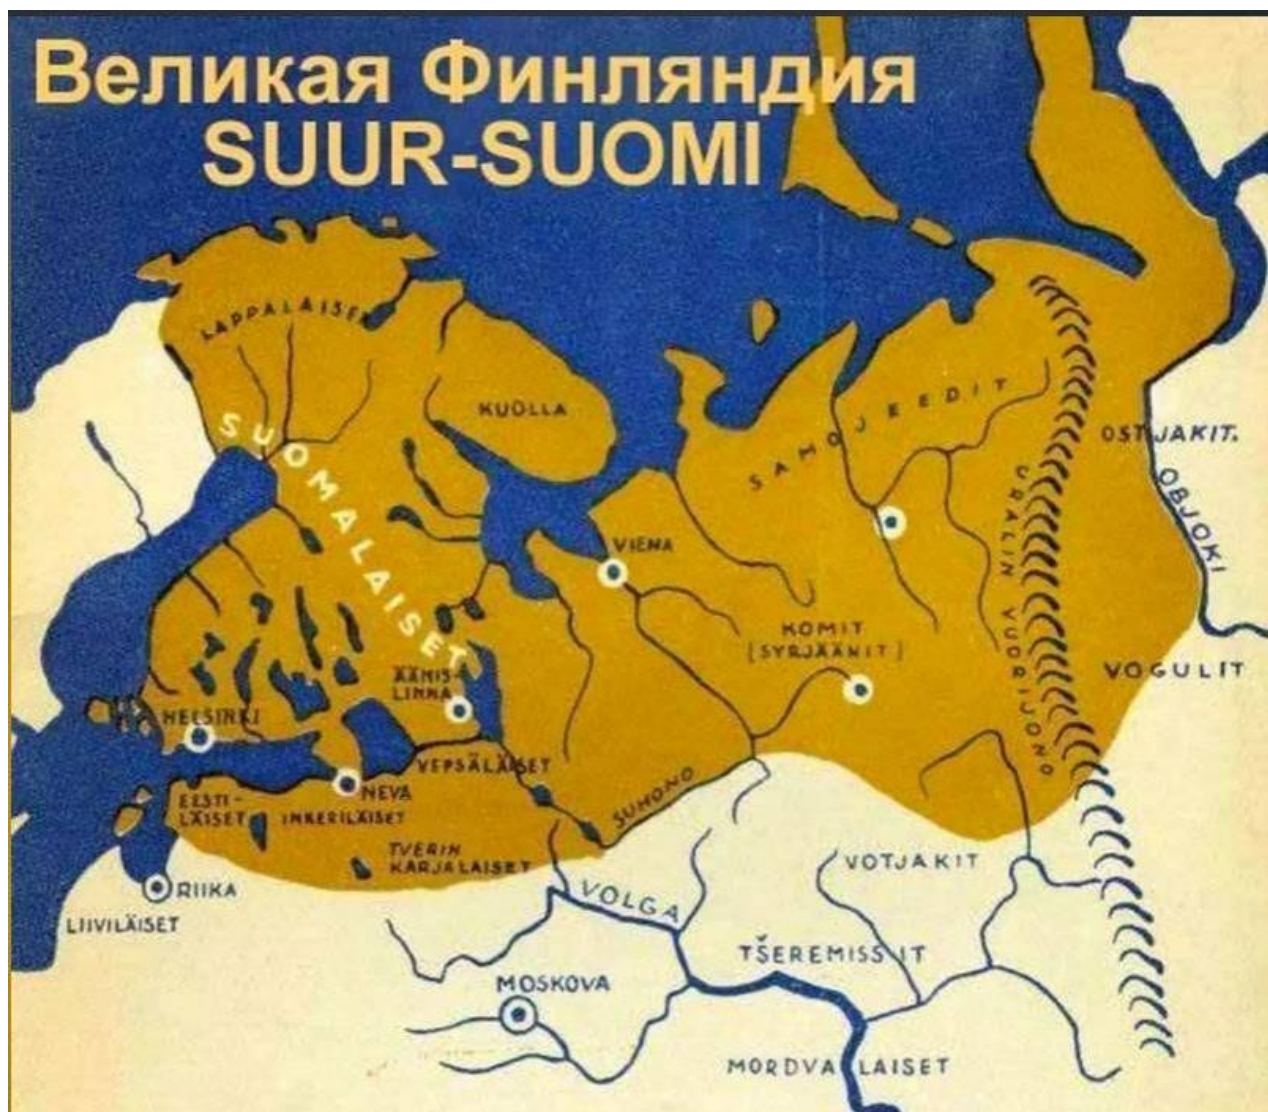 Великая Финляндия
SUUR-SUOMI
LAPPALAISET
SUOMALAISET
KUOLLA
SAMOJEEDIT
OSTJAKIT.
OBJOKI
URALIN VUORIJONO
VIENA
KOMIT
[SYRJÄÄNIT]
VOGULIT
ÄÄNIS-
LINNA
HELSINKI
VEPSÄLÄISET
NEVA
EESTI-
LÄISET
INKERILÄISET
SUHONO
TVERIN
KARJALAISET
RIIKA
LIIVILÄISET
VOLGA
VOTJAKIT
TŠEREMISSIT
MOSKOVA
MORDVALAISET